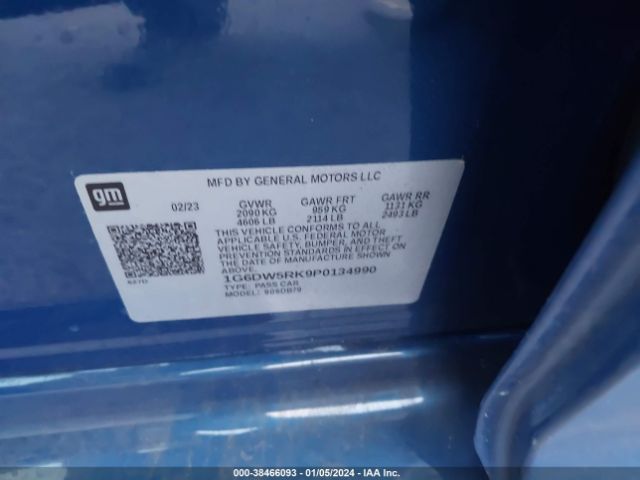 gm
MFD BY GENERAL MOTORS LLC
02/23 GVWR GAWR FRT GAWR RR
2090 KG 959 KG 1131 KG
4606 LB 2114 LB 2493 LB
THIS VEHICLE CONFORMS TO ALL
APPLICABLE U.S. FEDERAL MOTOR
VEHICLE SAFETY, BUMPER, AND THEFT
PREVENTION STANDARDS IN EFFECT ON
THE DATE OF MANUFACTURE SHOWN
ABOVE.
1G6DW5RK9P0134990
TYPE: PASS CAR
MODEL:
000-38466093 - 01/05/2024 - IAA Inc.